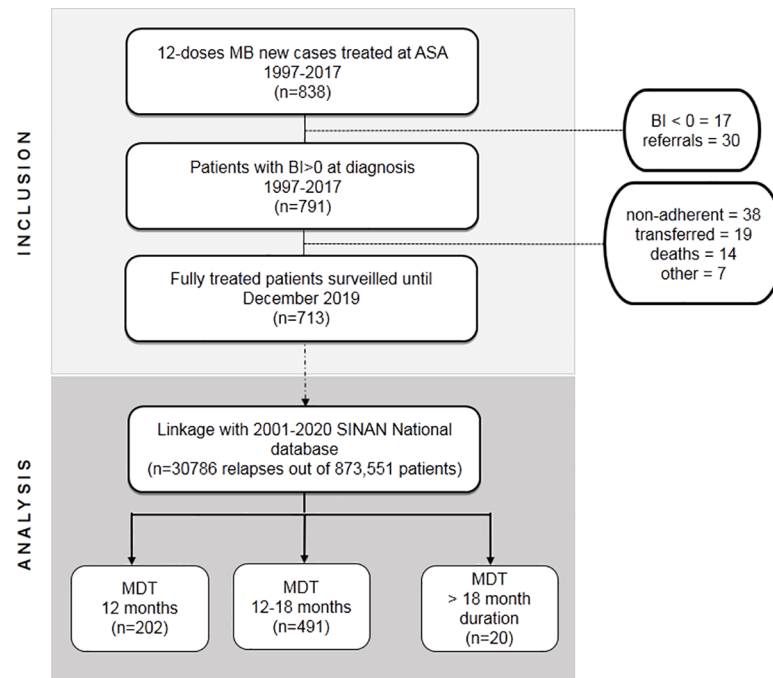 INCLUSION
12-doses MB new cases treated at ASA
1997-2017
(n=838)
BI < 0 = 17
referrals = 30
Patients with BI>0 at diagnosis
1997-2017
(n=791)
non-adherent = 38
transferred = 19
deaths = 14
other = 7
Fully treated patients surveilled until
December 2019
(n=713)
ANALYSIS
Linkage with 2001-2020 SINAN National
database
(n=30786 relapses out of 873,551 patients)
MDT
12 months
(n=202)
MDT
12-18 months
(n=491)
MDT
> 18 month
duration
(n=20)